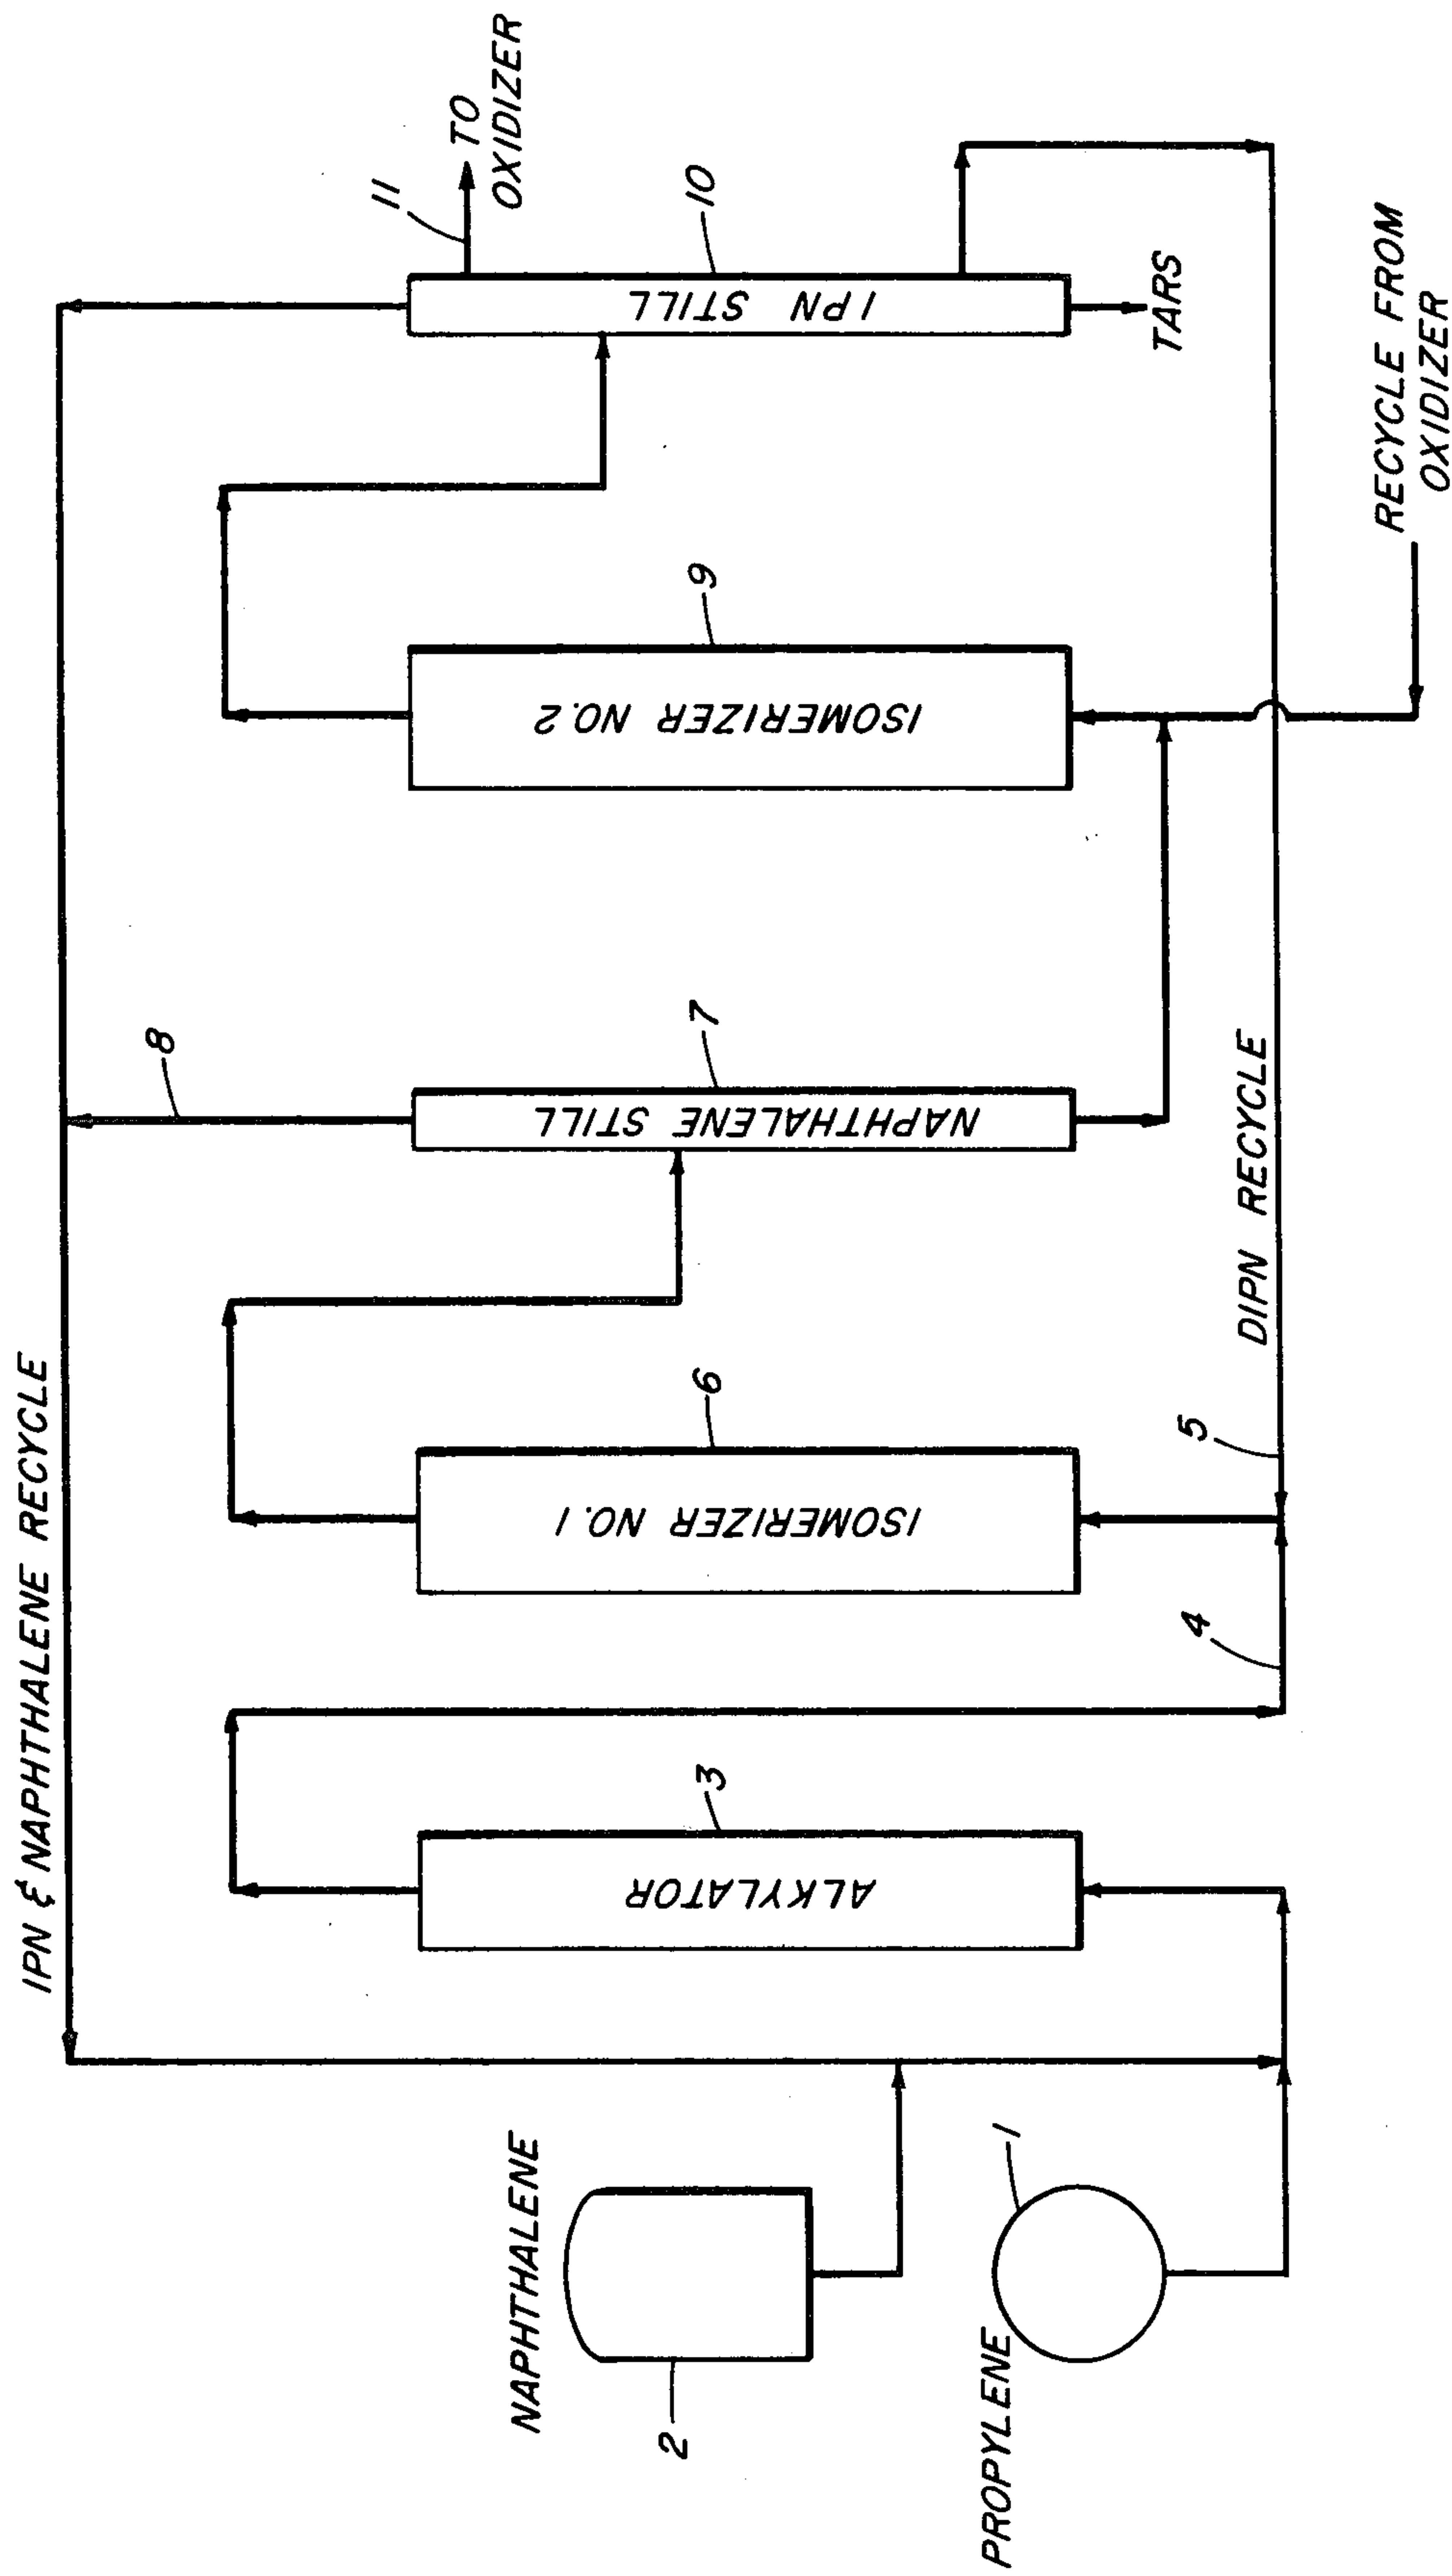 IPN & NAPHTHALENE RECYCLE
8
11
TO
OXIDIZER
NAPHTHALENE
2
PROPYLENE
1
ALKYLATOR
3
4
ISOMERIZER NO. 1
6
5
NAPHTHALENE STILL
7
DIPN RECYCLE
ISOMERIZER NO. 2
9
IPN STILL
10
TARS
RECYCLE FROM
OXIDIZER